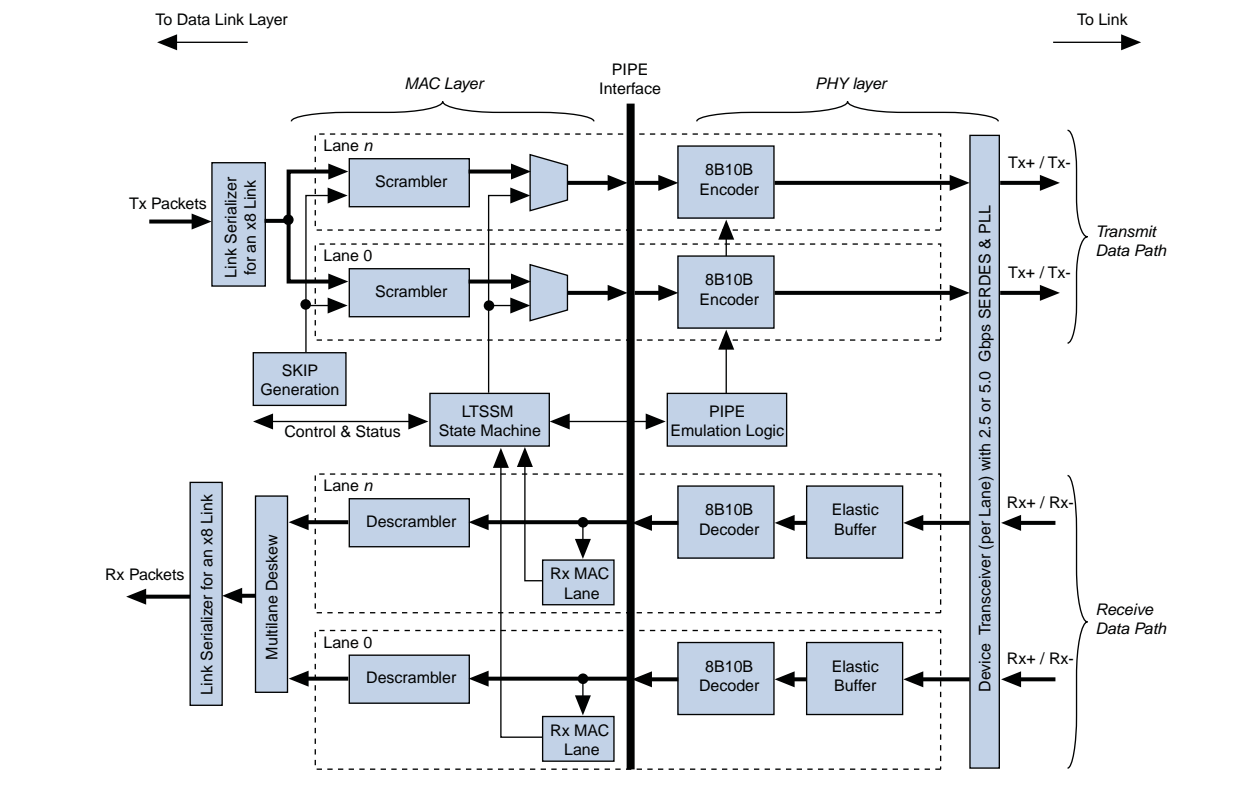 To Data Link Layer
To Link
MAC Layer
PIPE
Interface
PHY layer
Lane n
Scrambler
8B10B
Encoder
Tx+ / Tx-
Tx Packets
Link Serializer
for an x8 Link
Lane 0
Scrambler
8B10B
Encoder
Tx+ / Tx-
Transmit
Data Path
SKIP
Generation
Control & Status
LTSSM
State Machine
PIPE
Emulation Logic
Device Transceiver (per Lane) with 2.5 or 5.0 Gbps SERDES & PLL
Lane n
Descrambler
8B10B
Decoder
Elastic
Buffer
Rx+ / Rx-
Rx MAC
Lane
Rx Packets
Link Serializer for an x8 Link
Multilane Deskew
Lane 0
Descrambler
8B10B
Decoder
Elastic
Buffer
Rx+ / Rx-
Rx MAC
Lane
Receive
Data Path